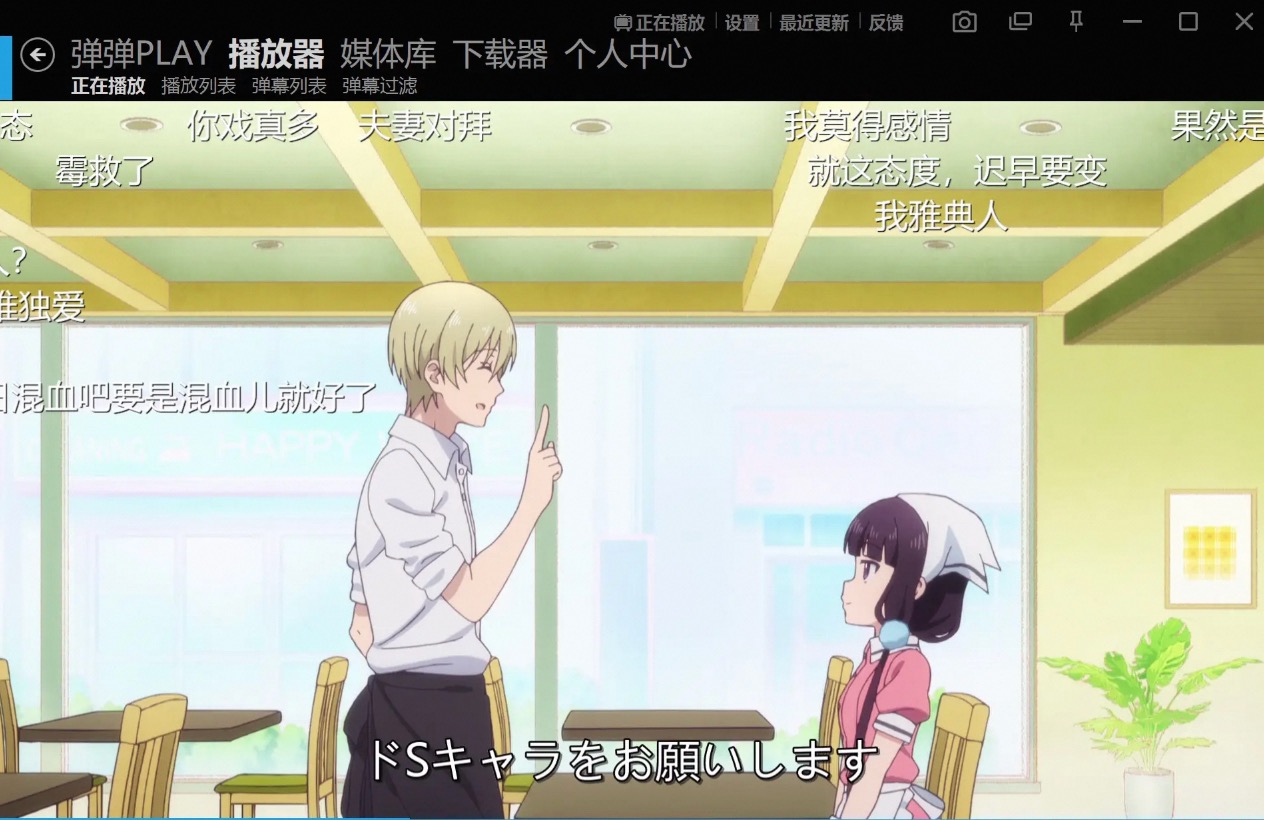 正在播放 设置 最近更新 反馈
弹弹PLAY 播放器 媒体库 下载器 个人中心
正在播放 播放列表 弹幕列表 弹幕过滤
态 你戏真多 夫妻对拜 我莫得感情 果然是
霉救了 就这态度，迟早要变
我雅典人
人？
唯独爱
混血吧要是混血儿就好了
HAPPY
ドSキャラをお願いします